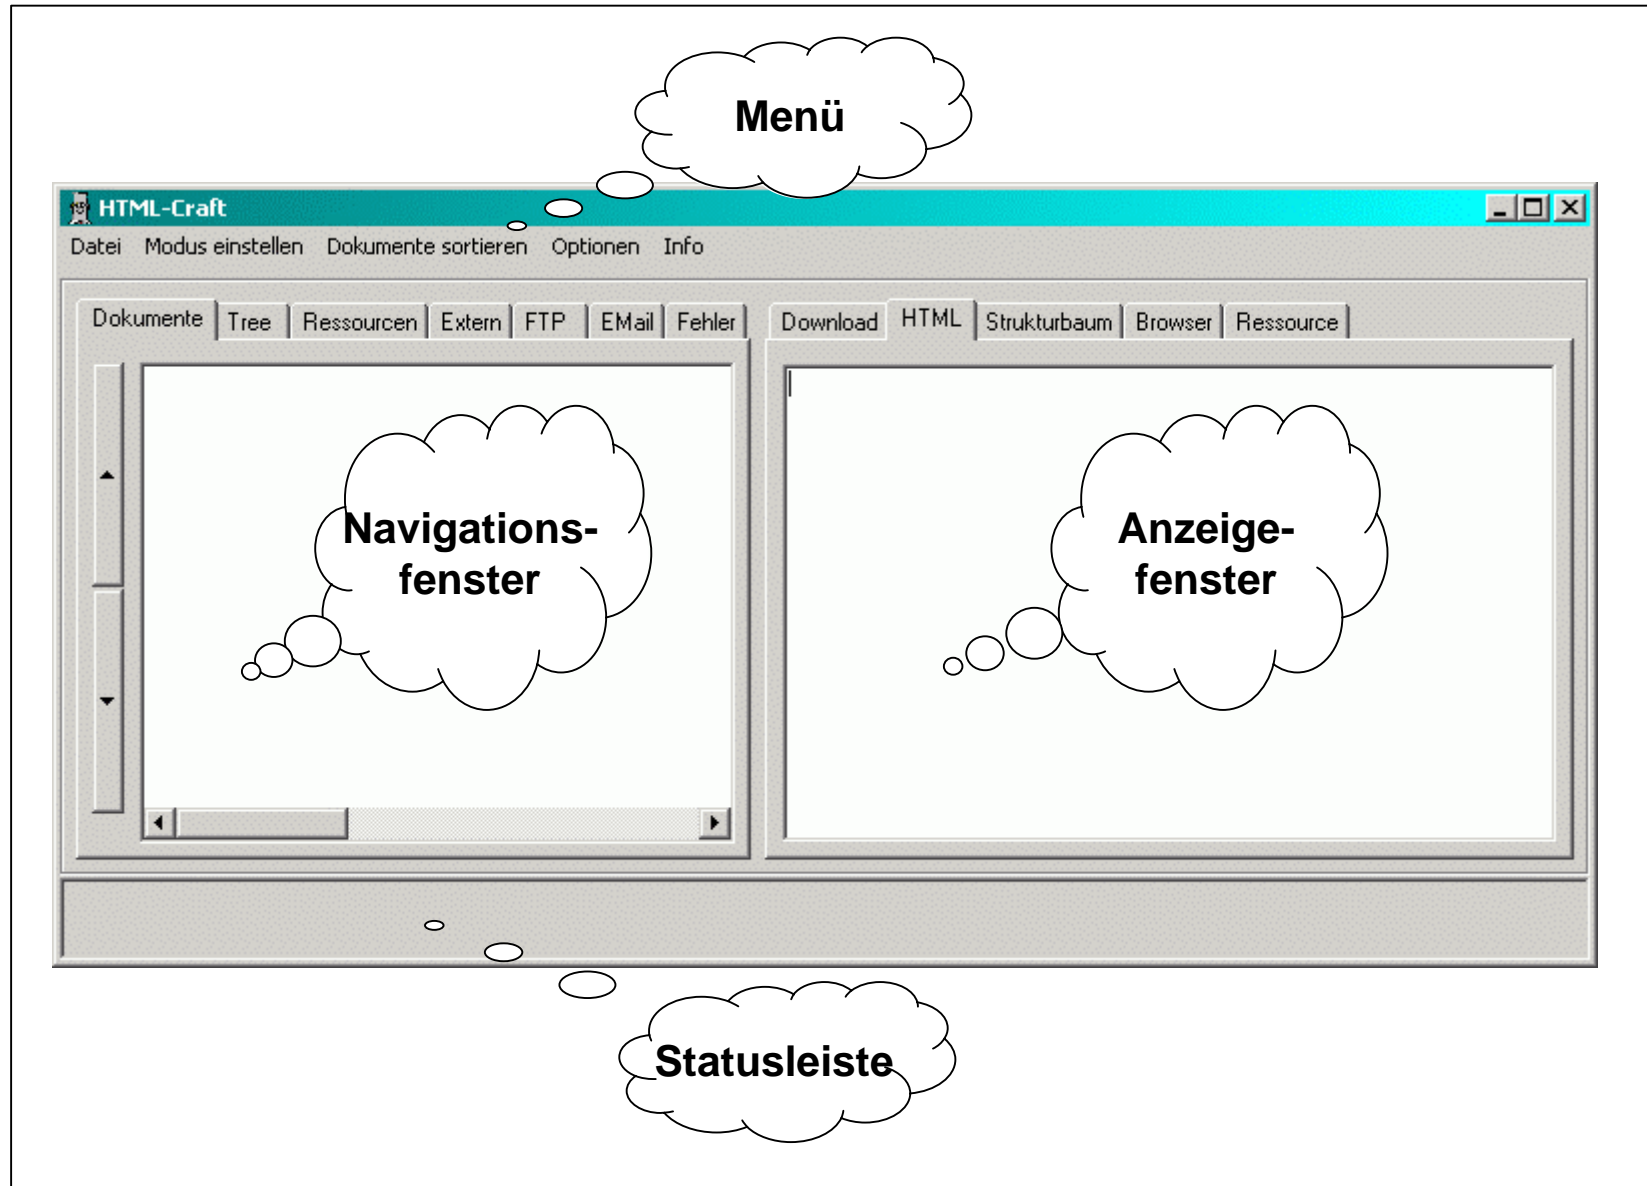 Menü
HTML-Craft
Datei Modus einstellen Dokumente sortieren Optionen Info
Dokumente Tree Ressourcen Extern FTP EMail Fehler Download HTML Strukturbaum Browser Ressource
Navigations-
fenster
Anzeige-
fenster
Statusleiste